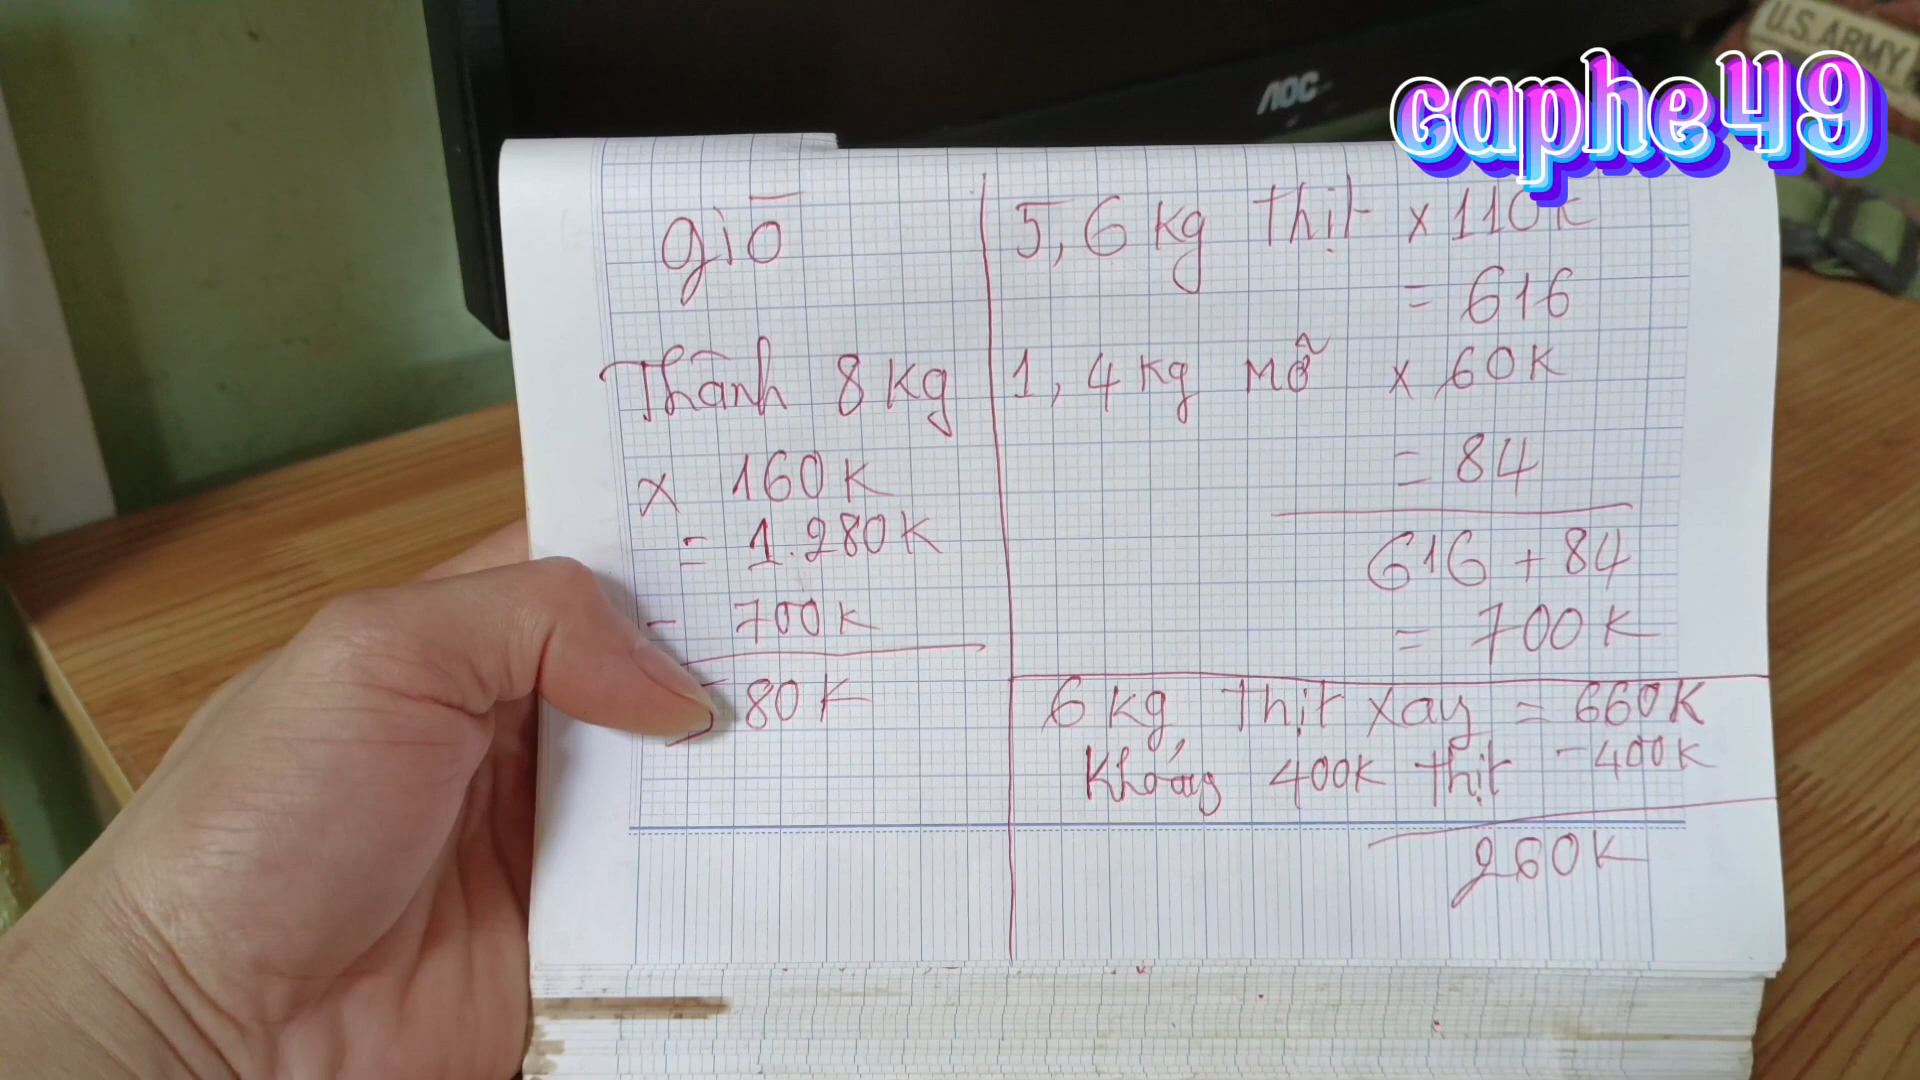 U.S. ARMY
caphe49
AOC
giò
Thành 8 kg
x 160K
= 1.280K
- 700K
580K
5,6 kg Thịt x 110K
= 616
1,4 kg mỡ x 60K
= 84
616 + 84
= 700K
6 kg Thịt xay = 660K
Khoảng 400K thịt - 400K
260K